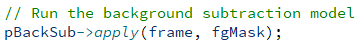 // Run the background subtraction model
pBackSub->apply(frame, fgMask);